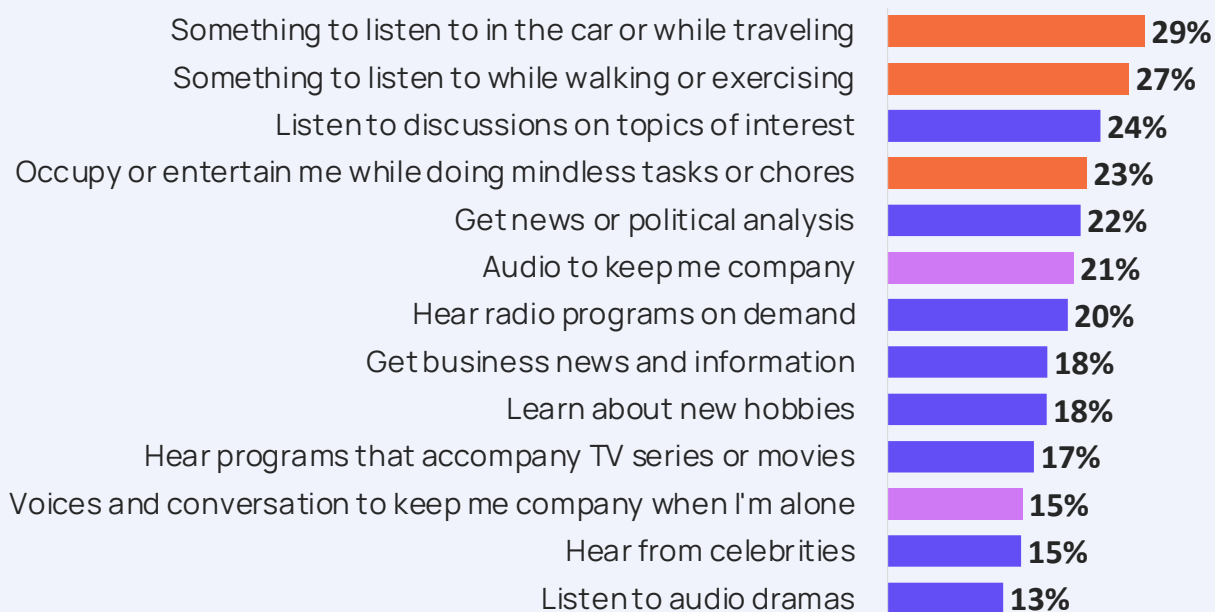 Something to listen to in the car or while traveling 29%
Something to listen to while walking or exercising 27%
Listen to discussions on topics of interest 24%
Occupy or entertain me while doing mindless tasks or chores 23%
Get news or political analysis 22%
Audio to keep me company 21%
Hear radio programs on demand 20%
Get business news and information 18%
Learn about new hobbies 18%
Hear programs that accompany TV series or movies 17%
Voices and conversation to keep me company when I'm alone 15%
Hear from celebrities 15%
Listen to audio dramas 13%